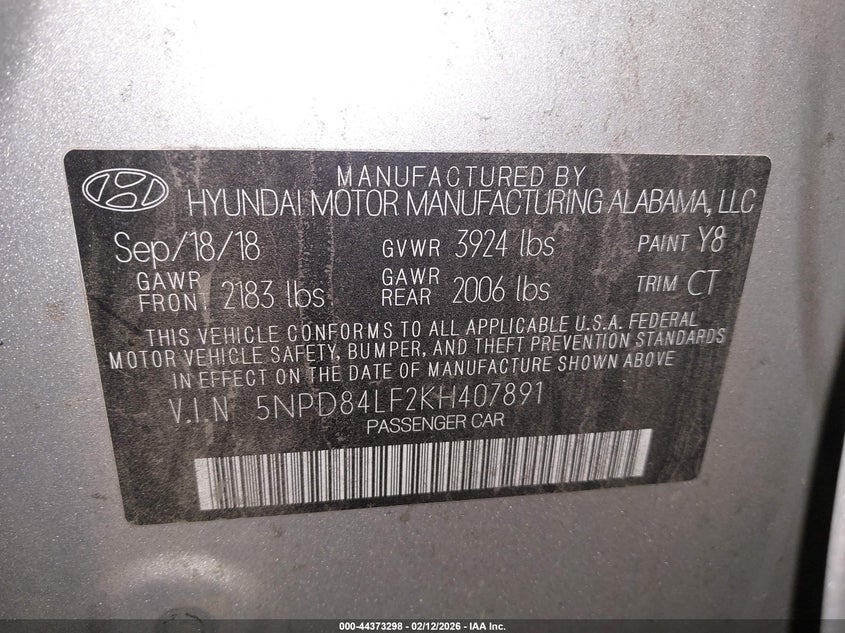 MANUFACTURED BY
HYUNDAI MOTOR MANUFACTURING ALABAMA, LLC
Sep/18/18 GVWR 3924 lbs PAINT Y8
GAWR FRONT 2183 lbs GAWR REAR 2006 lbs TRIM CT
THIS VEHICLE CONFORMS TO ALL APPLICABLE U.S.A. FEDERAL
MOTOR VEHICLE SAFETY, BUMPER, AND THEFT PREVENTION STANDARDS
IN EFFECT ON THE DATE OF MANUFACTURE SHOWN ABOVE
V.I.N 5NPD84LF2KH407891
PASSENGER CAR
000-44373298 - 02/12/2026 - IAA Inc.